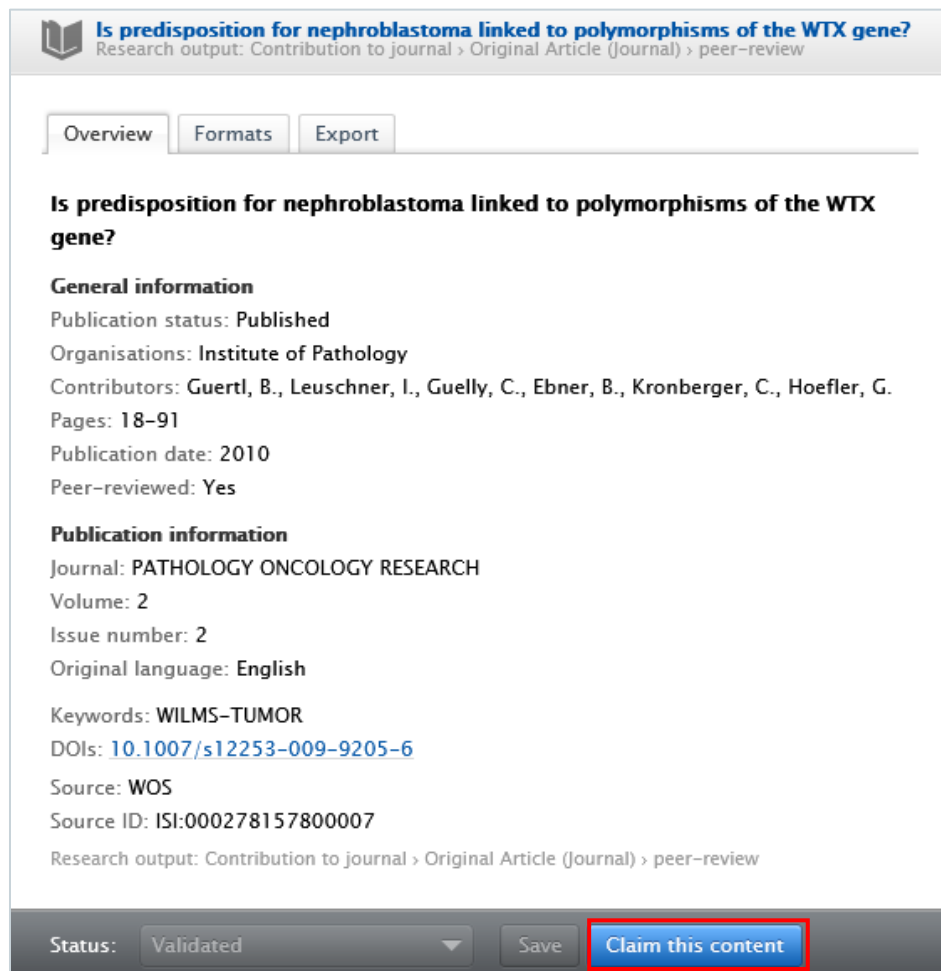 Is predisposition for nephroblastoma linked to polymorphisms of the WTX gene?
Research output: Contribution to journal › Original Article (Journal) › peer-review
Overview Formats Export
Is predisposition for nephroblastoma linked to polymorphisms of the WTX
gene?
General information
Publication status: Published
Organisations: Institute of Pathology
Contributors: Guertl, B., Leuschner, I., Guelly, C., Ebner, B., Kronberger, C., Hoefler, G.
Pages: 18-91
Publication date: 2010
Peer-reviewed: Yes
Publication information
Journal: PATHOLOGY ONCOLOGY RESEARCH
Volume: 2
Issue number: 2
Original language: English
Keywords: WILMS-TUMOR
DOIs: 10.1007/s12253-009-9205-6
Source: WOS
Source ID: ISI:000278157800007
Research output: Contribution to journal › Original Article (Journal) › peer-review
Status: Validated Save Claim this content